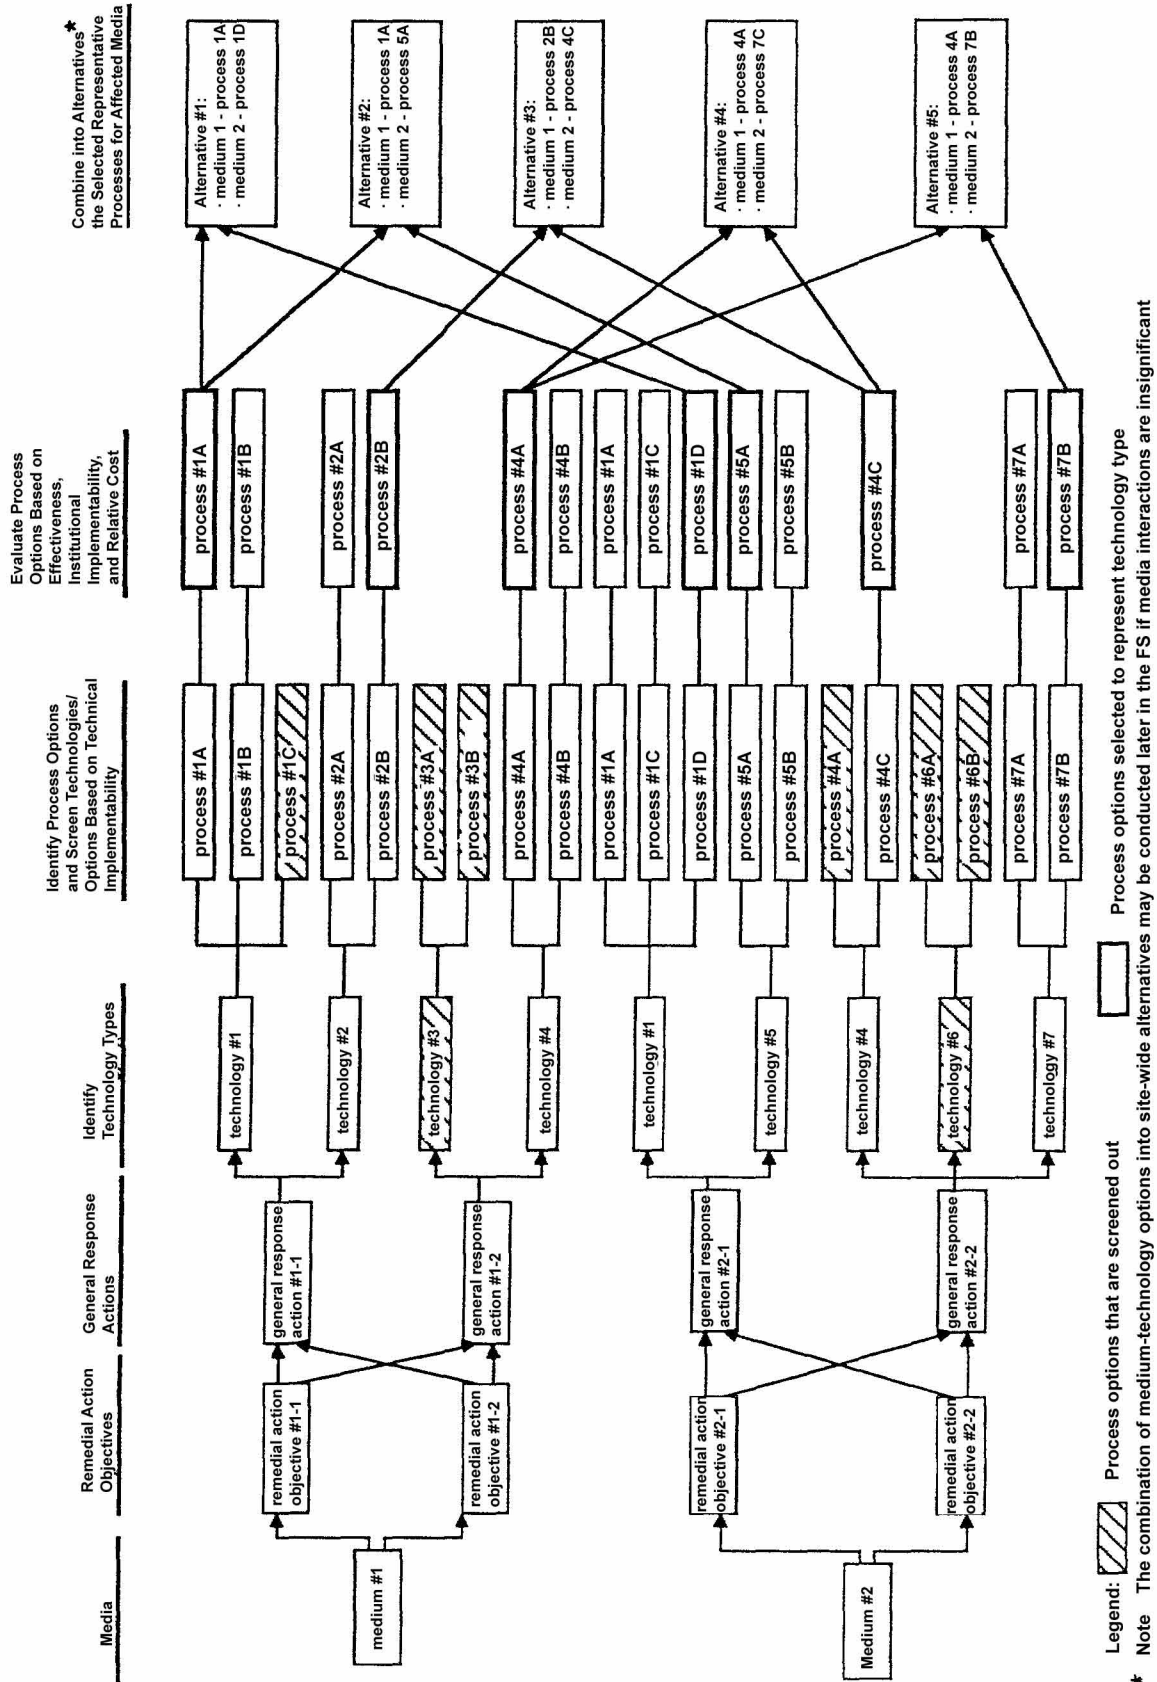 Media
Remedial Action
Objectives
General Response
Actions
Identify
Technology Types
Identify Process Options
and Screen Technologies/
Options Based on Technical
Implementability
Evaluate Process
Options Based on
Effectiveness,
Institutional
Implementability,
and Relative Cost
Combine into Alternatives*
the Selected Representative
Processes for Affected Media
medium #1
Medium #2
remedial action
objective #1-1
remedial action
objective #1-2
remedial action
objective #2-1
remedial action
objective #2-2
general response
action #1-1
general response
action #1-2
general response
action #2-1
general response
action #2-2
technology #1
technology #2
technology #3
technology #4
technology #1
technology #5
technology #4
technology #6
technology #7
process #1A
process #1B
process #1C
process #2A
process #2B
process #3A
process #3B
process #4A
process #4B
process #1A
process #1C
process #1D
process #5A
process #5B
process #4A
process #4C
process #6A
process #6B
process #7A
process #7B
process #1A
process #1B
process #2A
process #2B
process #4A
process #4B
process #1A
process #1C
process #1D
process #5A
process #5B
process #4C
process #7A
process #7B
Alternative #1:
· medium 1 - process 1A
· medium 2 - process 1D
Alternative #2:
· medium 1 - process 1A
· medium 2 - process 5A
Alternative #3:
· medium 1 - process 2B
· medium 2 - process 4C
Alternative #4:
· medium 1 - process 4A
· medium 2 - process 7C
Alternative #5:
· medium 1 - process 4A
· medium 2 - process 7B
Legend: Process options that are screened out Process options selected to represent technology type
* Note The combination of medium-technology options into site-wide alternatives may be conducted later in the FS if media interactions are insignificant